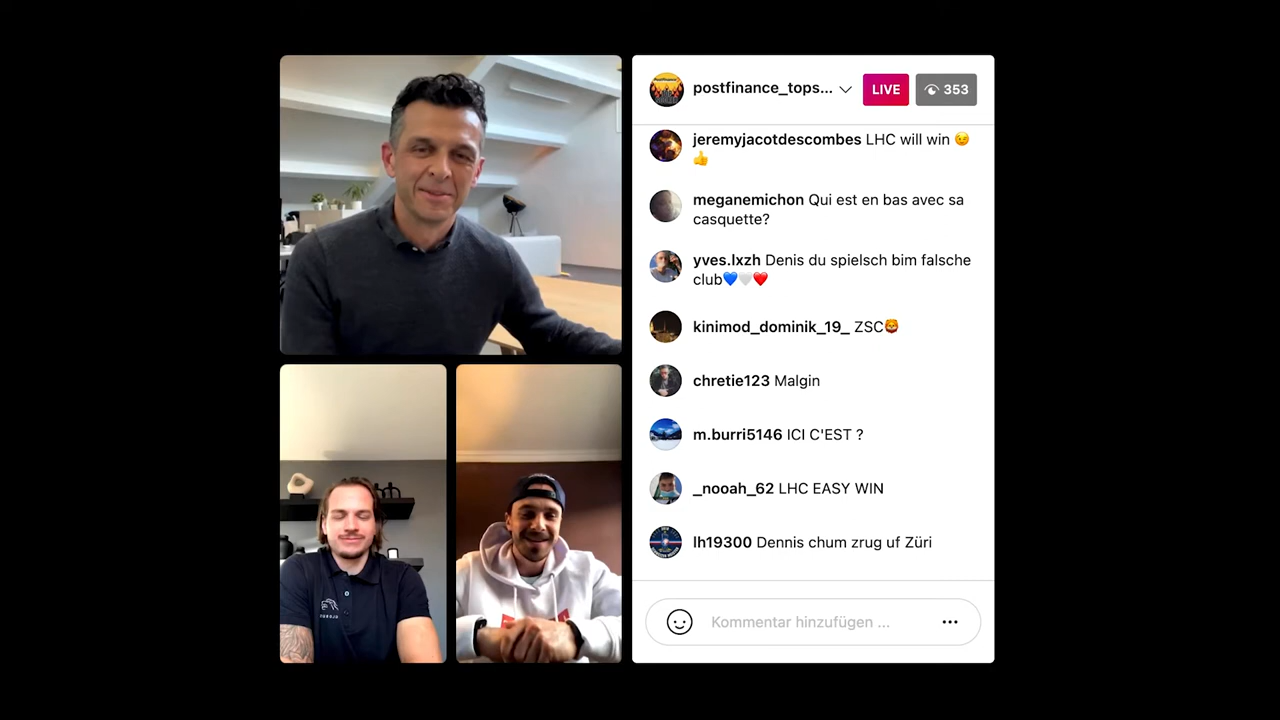 postfinance_tops...
LIVE
353
jeremyjacotdescombes LHC will win 😉
👍
meganemichon Qui est en bas avec sa
casquette?
yves.lxzh Denis du spielsch bim falsche
club💙🤍❤️
kinimod_dominik_19_ ZSC🦁
chretie123 Malgin
m.burri5146 ICI C'EST ?
_nooah_62 LHC EASY WIN
lh19300 Dennis chum zrug uf Züri
Kommentar hinzufügen ...